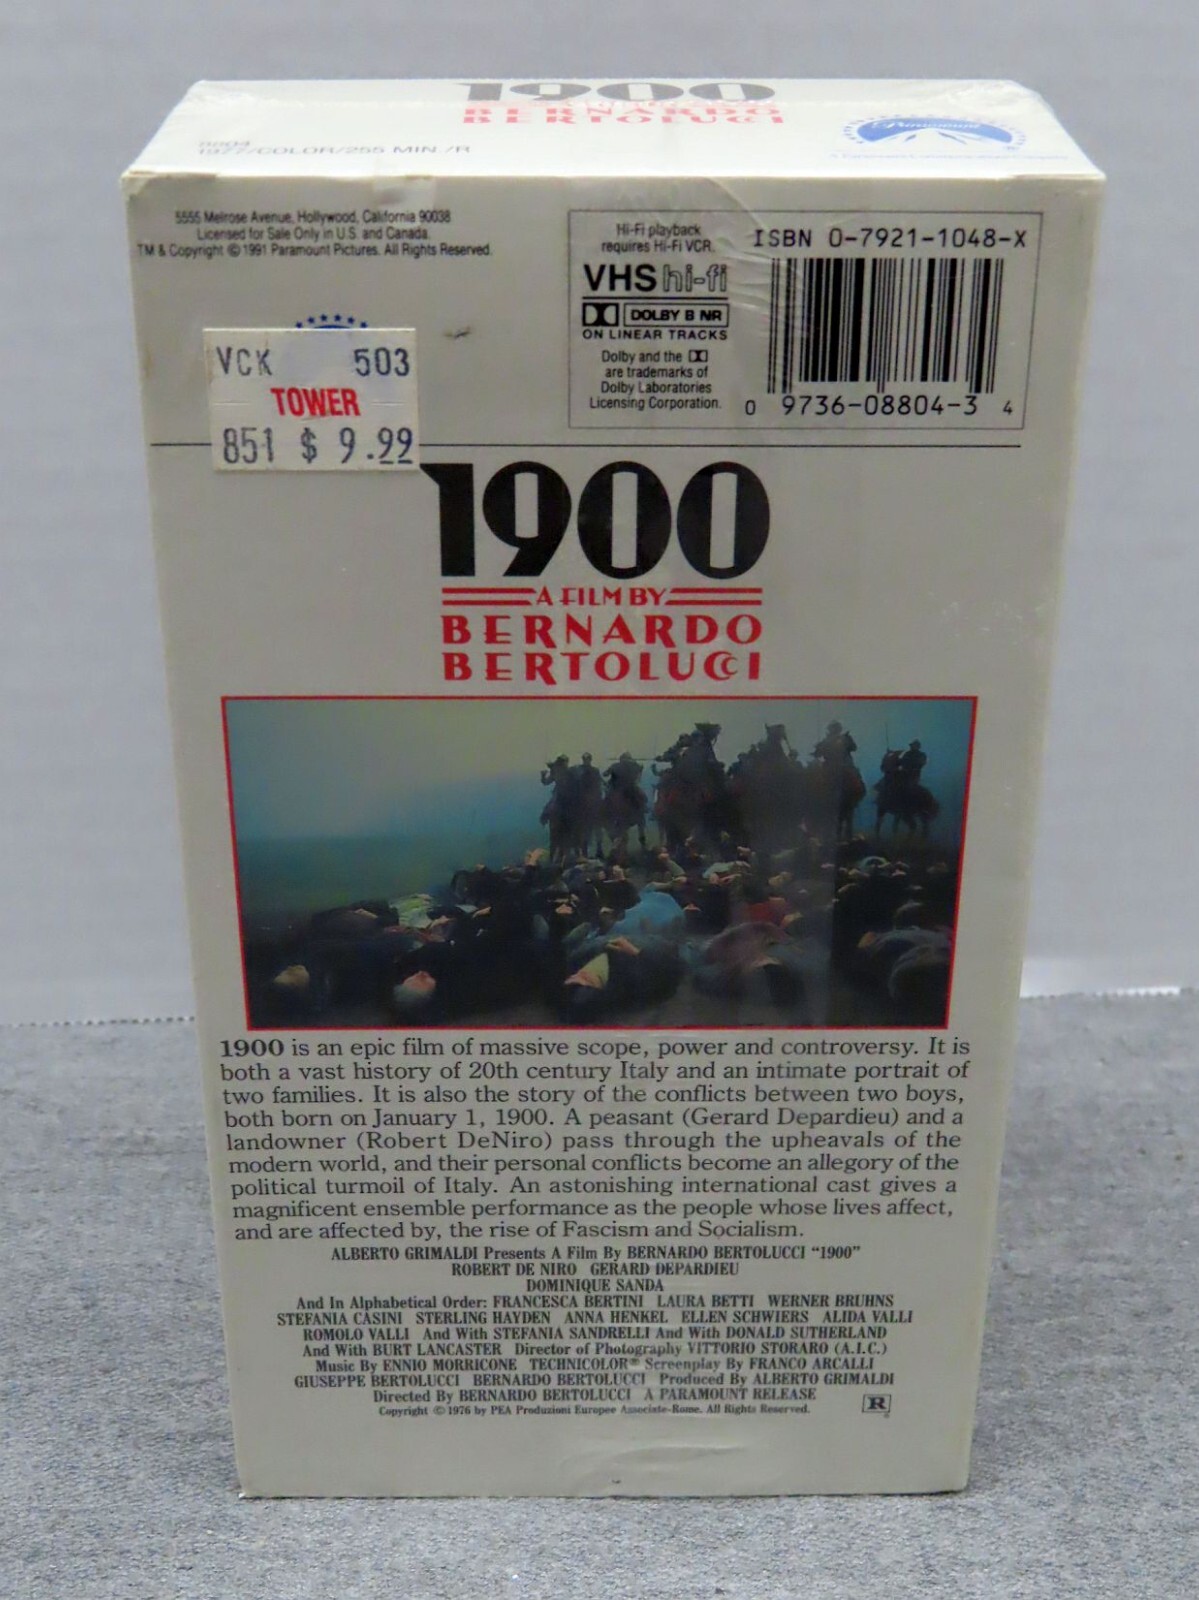 1900
BERNARDO
BERTOLUCCI
8804
1977/COLOR/255 MIN./R
Paramount
5555 Melrose Avenue, Hollywood, California 90038
Licensed for Sale Only in U.S. and Canada.
TM & Copyright © 1991 Paramount Pictures. All Rights Reserved.
Hi-Fi playback
requires Hi-Fi VCR.
VHS hi-fi
DOLBY B NR
ON LINEAR TRACKS
Dolby and the
are trademarks of
Dolby Laboratories
Licensing Corporation.
ISBN 0-7921-1048-X
0 9736-08804-3 4
VCK 503
TOWER
851 $ 9.99
1900
A FILM BY
BERNARDO
BERTOLUCCI
1900 is an epic film of massive scope, power and controversy. It is
both a vast history of 20th century Italy and an intimate portrait of
two families. It is also the story of the conflicts between two boys,
both born on January 1, 1900. A peasant (Gerard Depardieu) and a
landowner (Robert DeNiro) pass through the upheavals of the
modern world, and their personal conflicts become an allegory of the
political turmoil of Italy. An astonishing international cast gives a
magnificent ensemble performance as the people whose lives affect,
and are affected by, the rise of Fascism and Socialism.
ALBERTO GRIMALDI Presents A Film By BERNARDO BERTOLUCCI "1900"
ROBERT DE NIRO GERARD DEPARDIEU
DOMINIQUE SANDA
And In Alphabetical Order: FRANCESCA BERTINI LAURA BETTI WERNER BRUHNS
STEFANIA CASINI STERLING HAYDEN ANNA HENKEL ELLEN SCHWIERS ALIDA VALLI
ROMOLO VALLI And With STEFANIA SANDRELLI And With DONALD SUTHERLAND
And With BURT LANCASTER Director of Photography VITTORIO STORARO (A.I.C.)
Music By ENNIO MORRICONE TECHNICOLOR® Screenplay By FRANCO ARCALLI
GIUSEPPE BERTOLUCCI BERNARDO BERTOLUCCI Produced By ALBERTO GRIMALDI
Directed By BERNARDO BERTOLUCCI A PARAMOUNT RELEASE
Copyright © 1976 by PEA Produzioni Europee Associate-Rome. All Rights Reserved.
R